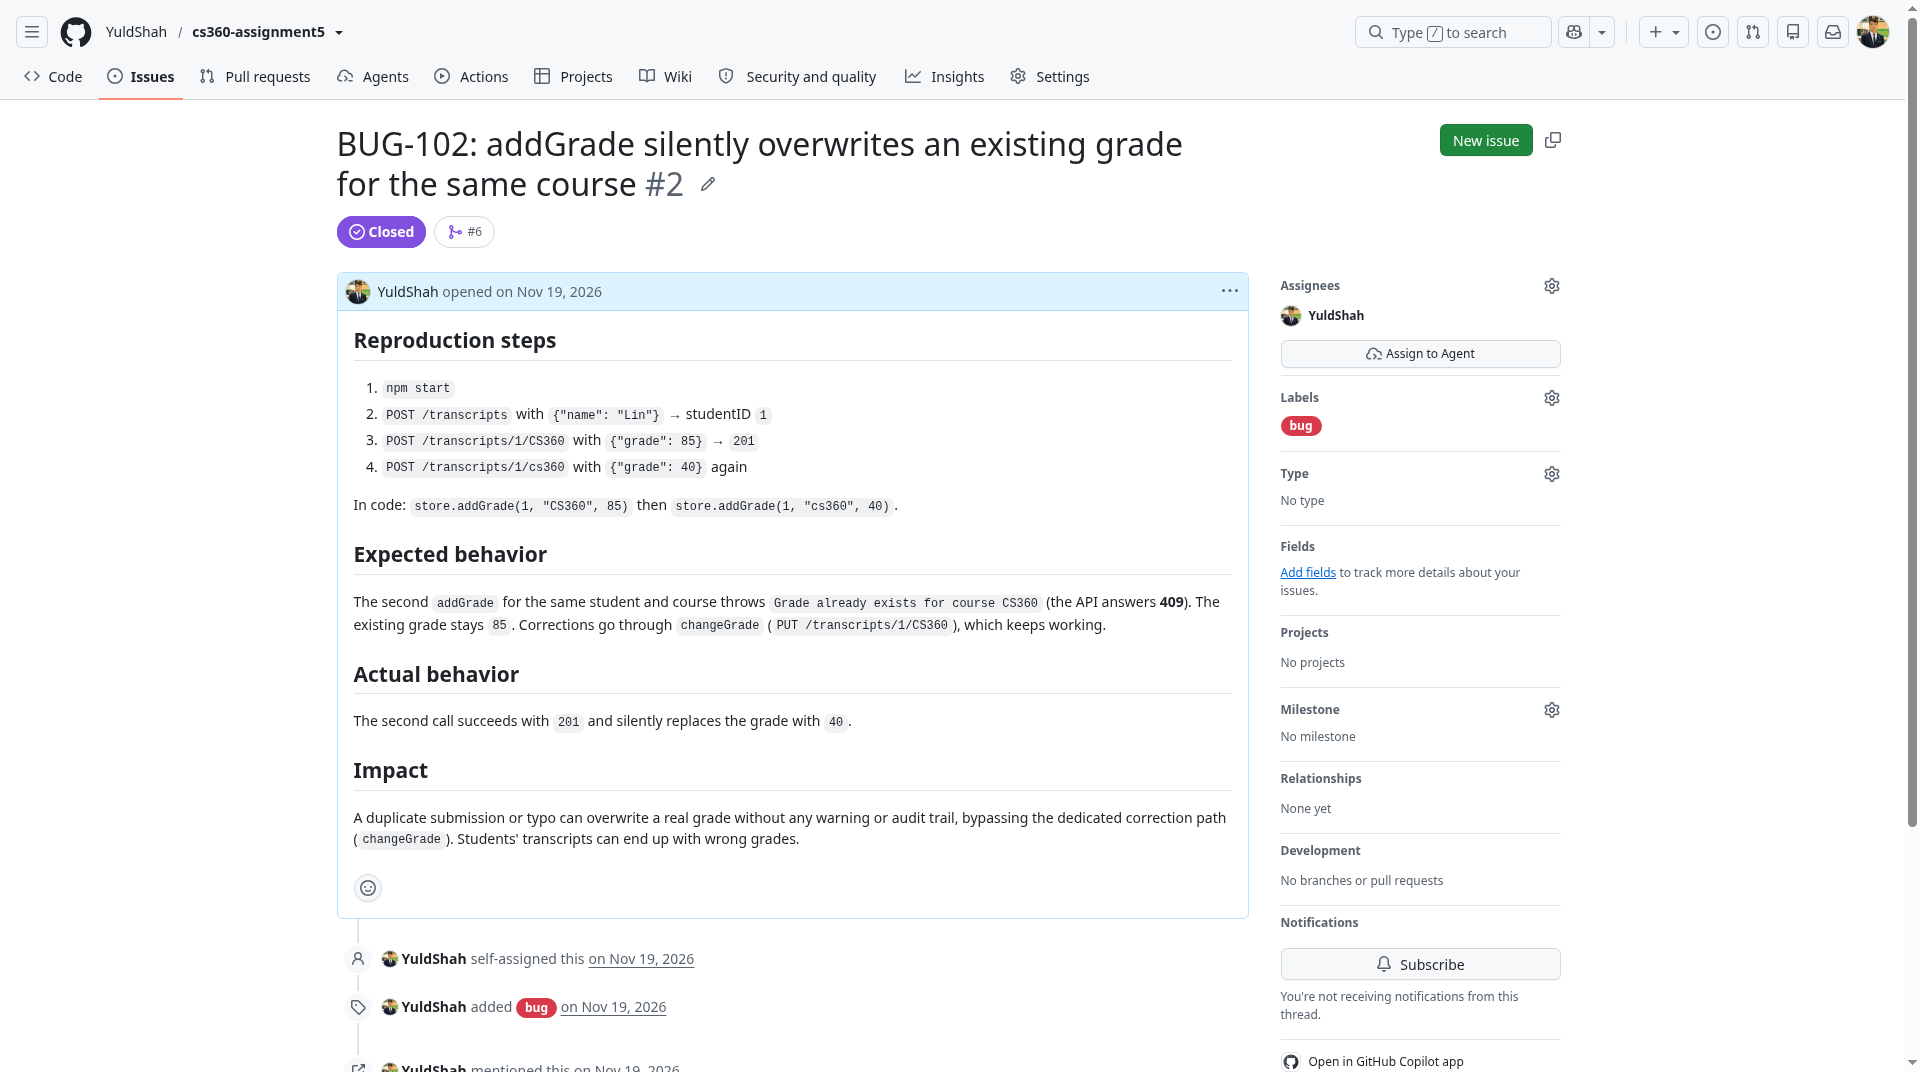 YuldShah / cs360-assignment5
Type / to search
Code
Issues
Pull requests
Agents
Actions
Projects
Wiki
Security and quality
Insights
Settings
BUG-102: addGrade silently overwrites an existing grade
for the same course #2
New issue
Closed
#6
YuldShah opened on Nov 19, 2026
Reproduction steps
1. npm start
2. POST /transcripts with {"name": "Lin"} → studentID 1
3. POST /transcripts/1/CS360 with {"grade": 85} → 201
4. POST /transcripts/1/cs360 with {"grade": 40} again
In code: store.addGrade(1, "CS360", 85) then store.addGrade(1, "cs360", 40).
Expected behavior
The second addGrade for the same student and course throws Grade already exists for course CS360 (the API answers 409). The
existing grade stays 85. Corrections go through changeGrade (PUT /transcripts/1/CS360), which keeps working.
Actual behavior
The second call succeeds with 201 and silently replaces the grade with 40.
Impact
A duplicate submission or typo can overwrite a real grade without any warning or audit trail, bypassing the dedicated correction path
(changeGrade). Students' transcripts can end up with wrong grades.
YuldShah self-assigned this on Nov 19, 2026
YuldShah added bug on Nov 19, 2026
YuldShah mentioned this on Nov 19, 2026
Assignees
YuldShah
Assign to Agent
Labels
bug
Type
No type
Fields
Add fields to track more details about your
issues.
Projects
No projects
Milestone
No milestone
Relationships
None yet
Development
No branches or pull requests
Notifications
Subscribe
You're not receiving notifications from this
thread.
Open in GitHub Copilot app